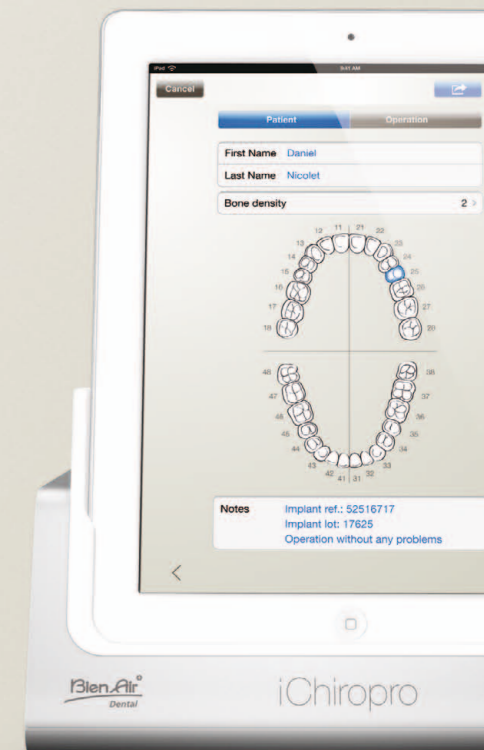 iPad
9:41 AM
Cancel
Patient
Operation
First Name Daniel
Last Name Nicolet
Bone density 2
12 11 21 22
13 23
14 24
15 25
16 26
17 27
18 28
48 38
47 37
46 36
45 35
44 34
43 33
42 41 31 32
Notes Implant ref.: 52516717
Implant lot: 17625
Operation without any problems
Bien Air
Dental
iChiropro